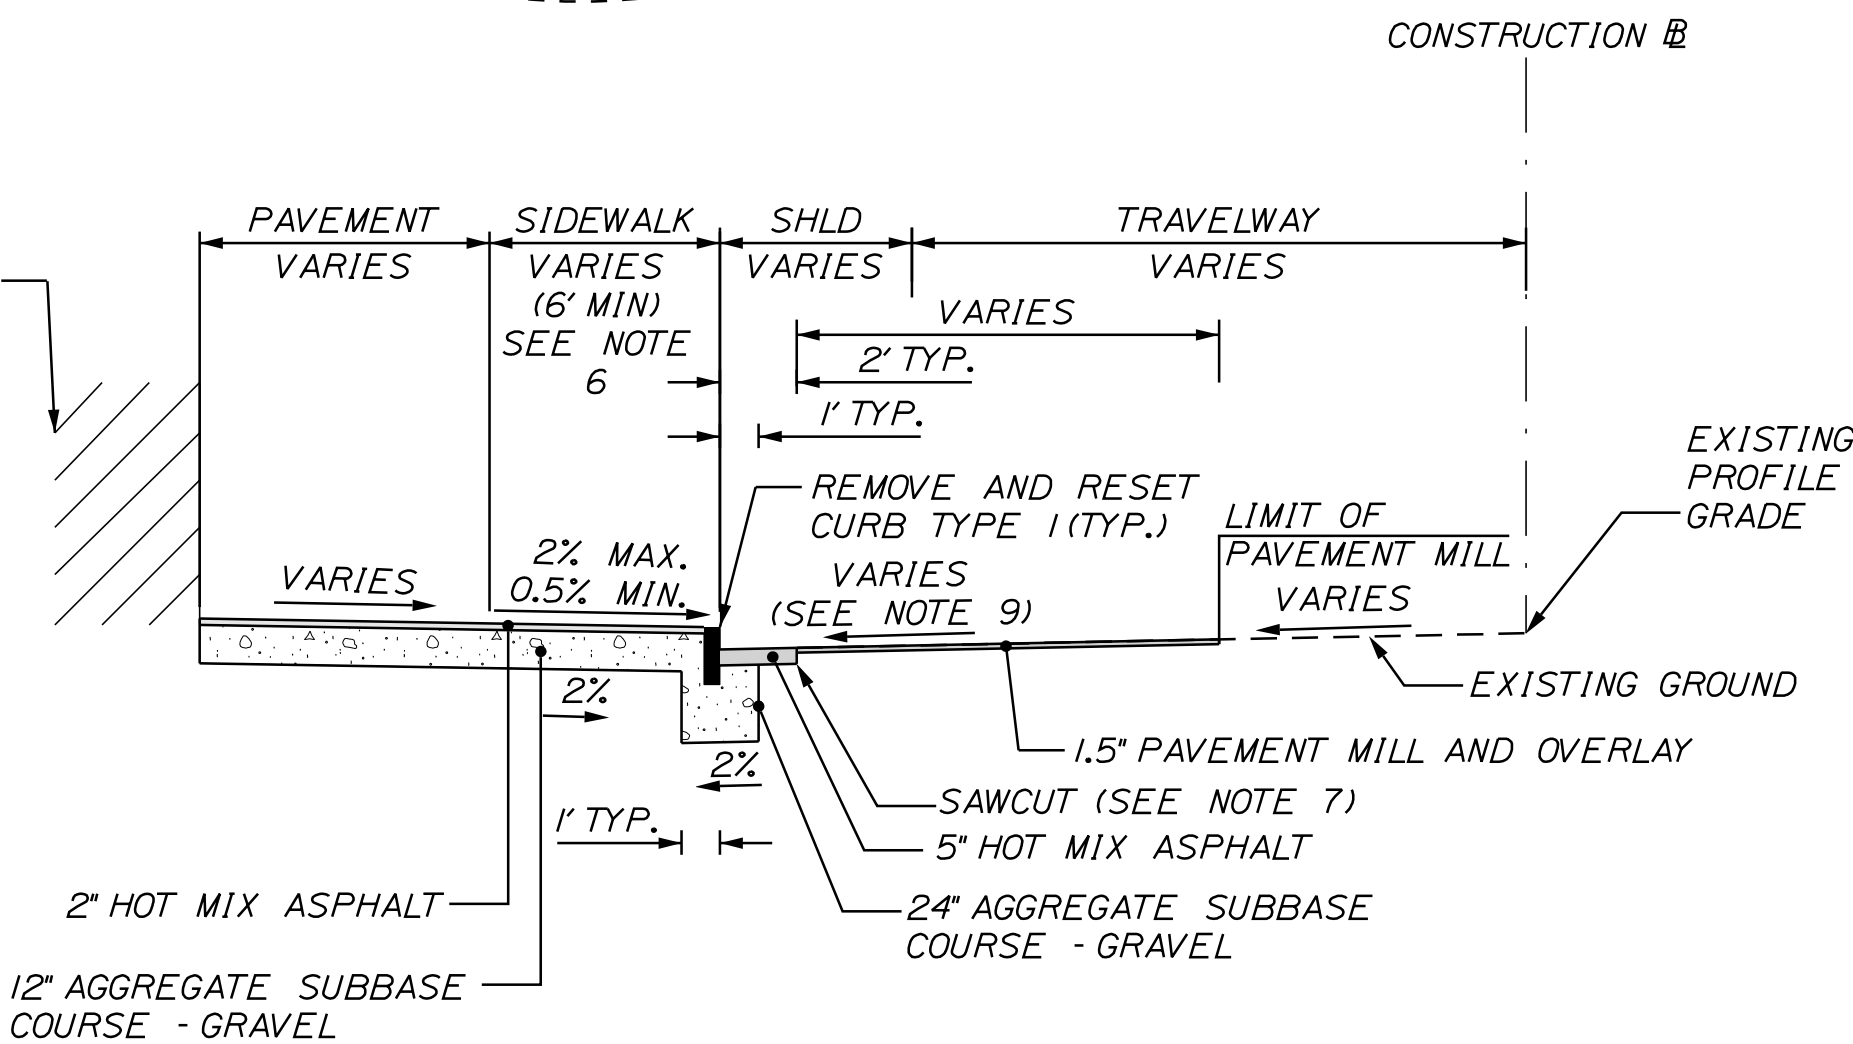 CONSTRUCTION BL
PAVEMENT
SIDEWALK
SHLD
TRAVELWAY
VARIES
VARIES
(6' MIN)
SEE NOTE
6
VARIES
VARIES
VARIES
2' TYP.
1' TYP.
REMOVE AND RESET
CURB TYPE 1 (TYP.)
LIMIT OF
PAVEMENT MILL
EXISTING
PROFILE
GRADE
VARIES
2% MAX.
0.5% MIN.
VARIES
(SEE NOTE 9)
VARIES
EXISTING GROUND
2%
2%
1' TYP.
1.5" PAVEMENT MILL AND OVERLAY
SAWCUT (SEE NOTE 7)
5" HOT MIX ASPHALT
24" AGGREGATE SUBBASE
COURSE - GRAVEL
2" HOT MIX ASPHALT
12" AGGREGATE SUBBASE
COURSE - GRAVEL